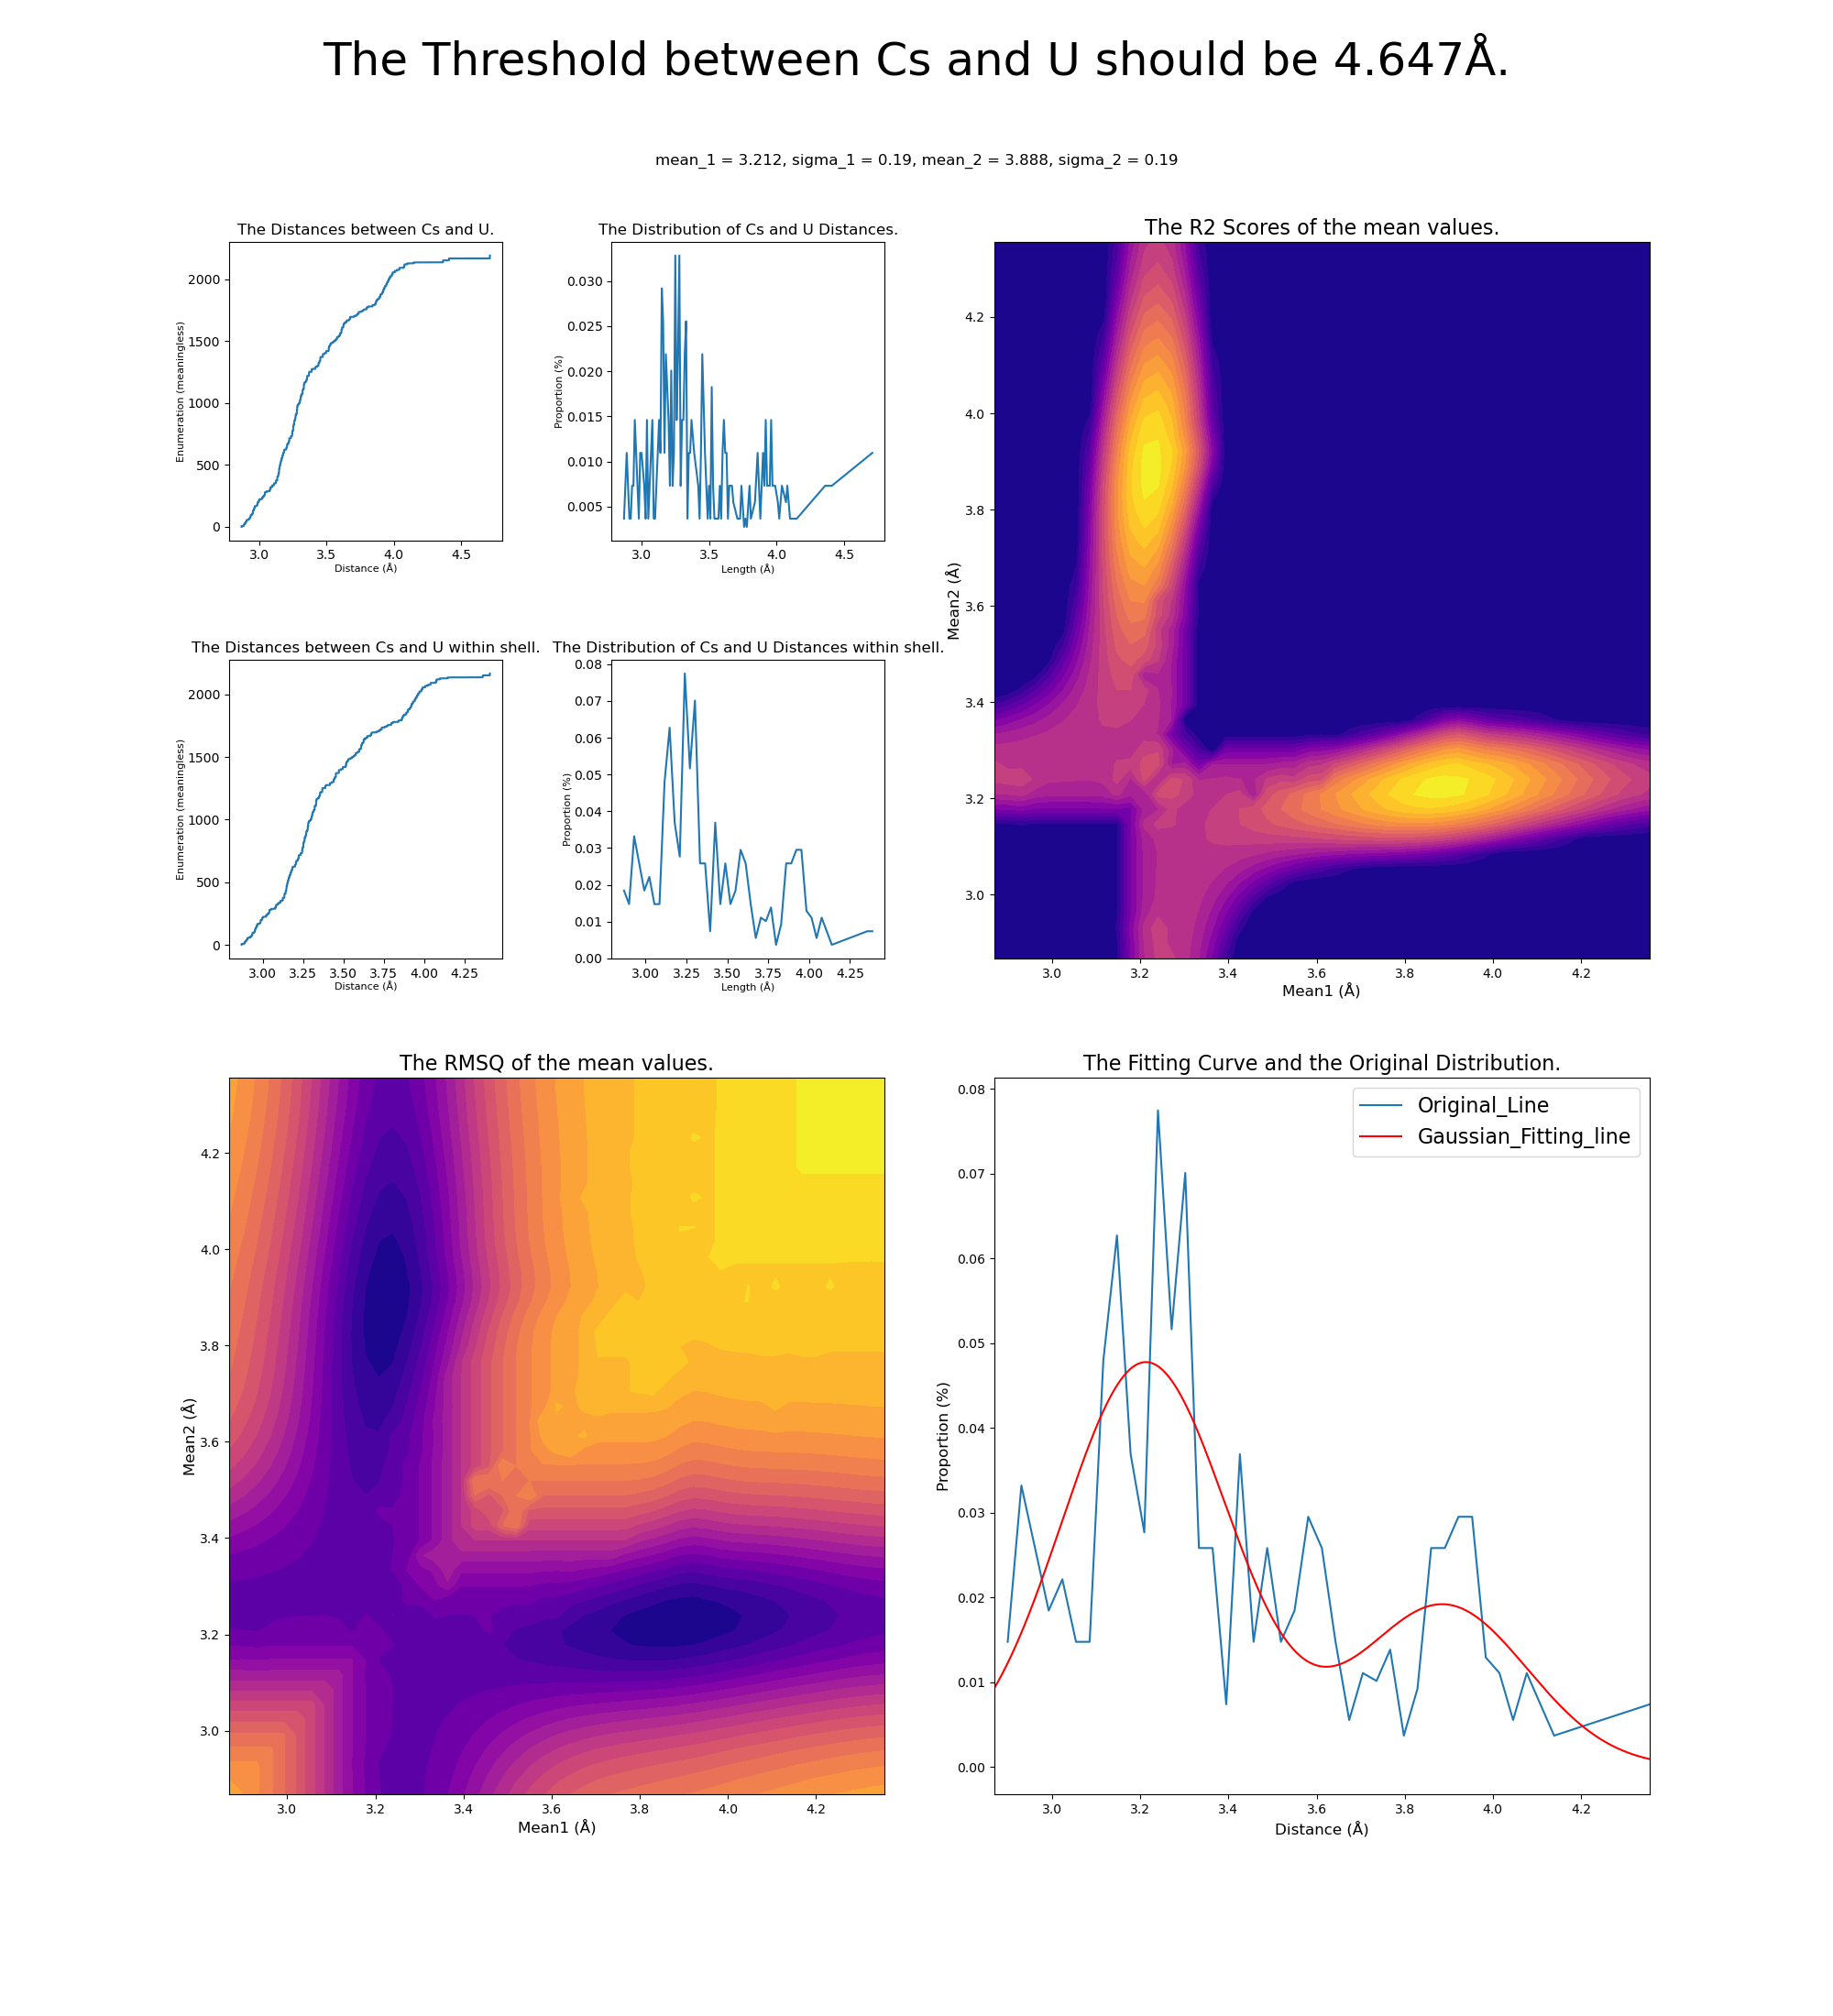 The Threshold between Cs and U should be 4.647Å.
mean_1 = 3.212, sigma_1 = 0.19, mean_2 = 3.888, sigma_2 = 0.19
The Distances between Cs and U.
Enumeration (meaningless)
2000
1500
1000
500
0
3.0 3.5 4.0 4.5
Distance (Å)
The Distribution of Cs and U Distances.
Proportion (%)
0.030
0.025
0.020
0.015
0.010
0.005
3.0 3.5 4.0 4.5
Length (Å)
The R2 Scores of the mean values.
Mean2 (Å)
4.2
4.0
3.8
3.6
3.4
3.2
3.0
3.0 3.2 3.4 3.6 3.8 4.0 4.2
Mean1 (Å)
The Distances between Cs and U within shell.
Enumeration (meaningless)
2000
1500
1000
500
0
3.00 3.25 3.50 3.75 4.00 4.25
Distance (Å)
The Distribution of Cs and U Distances within shell.
Proportion (%)
0.08
0.07
0.06
0.05
0.04
0.03
0.02
0.01
0.00
3.00 3.25 3.50 3.75 4.00 4.25
Length (Å)
The RMSQ of the mean values.
Mean2 (Å)
4.2
4.0
3.8
3.6
3.4
3.2
3.0
3.0 3.2 3.4 3.6 3.8 4.0 4.2
Mean1 (Å)
The Fitting Curve and the Original Distribution.
Original_Line
Gaussian_Fitting_line
Proportion (%)
0.08
0.07
0.06
0.05
0.04
0.03
0.02
0.01
0.00
3.0 3.2 3.4 3.6 3.8 4.0 4.2
Distance (Å)